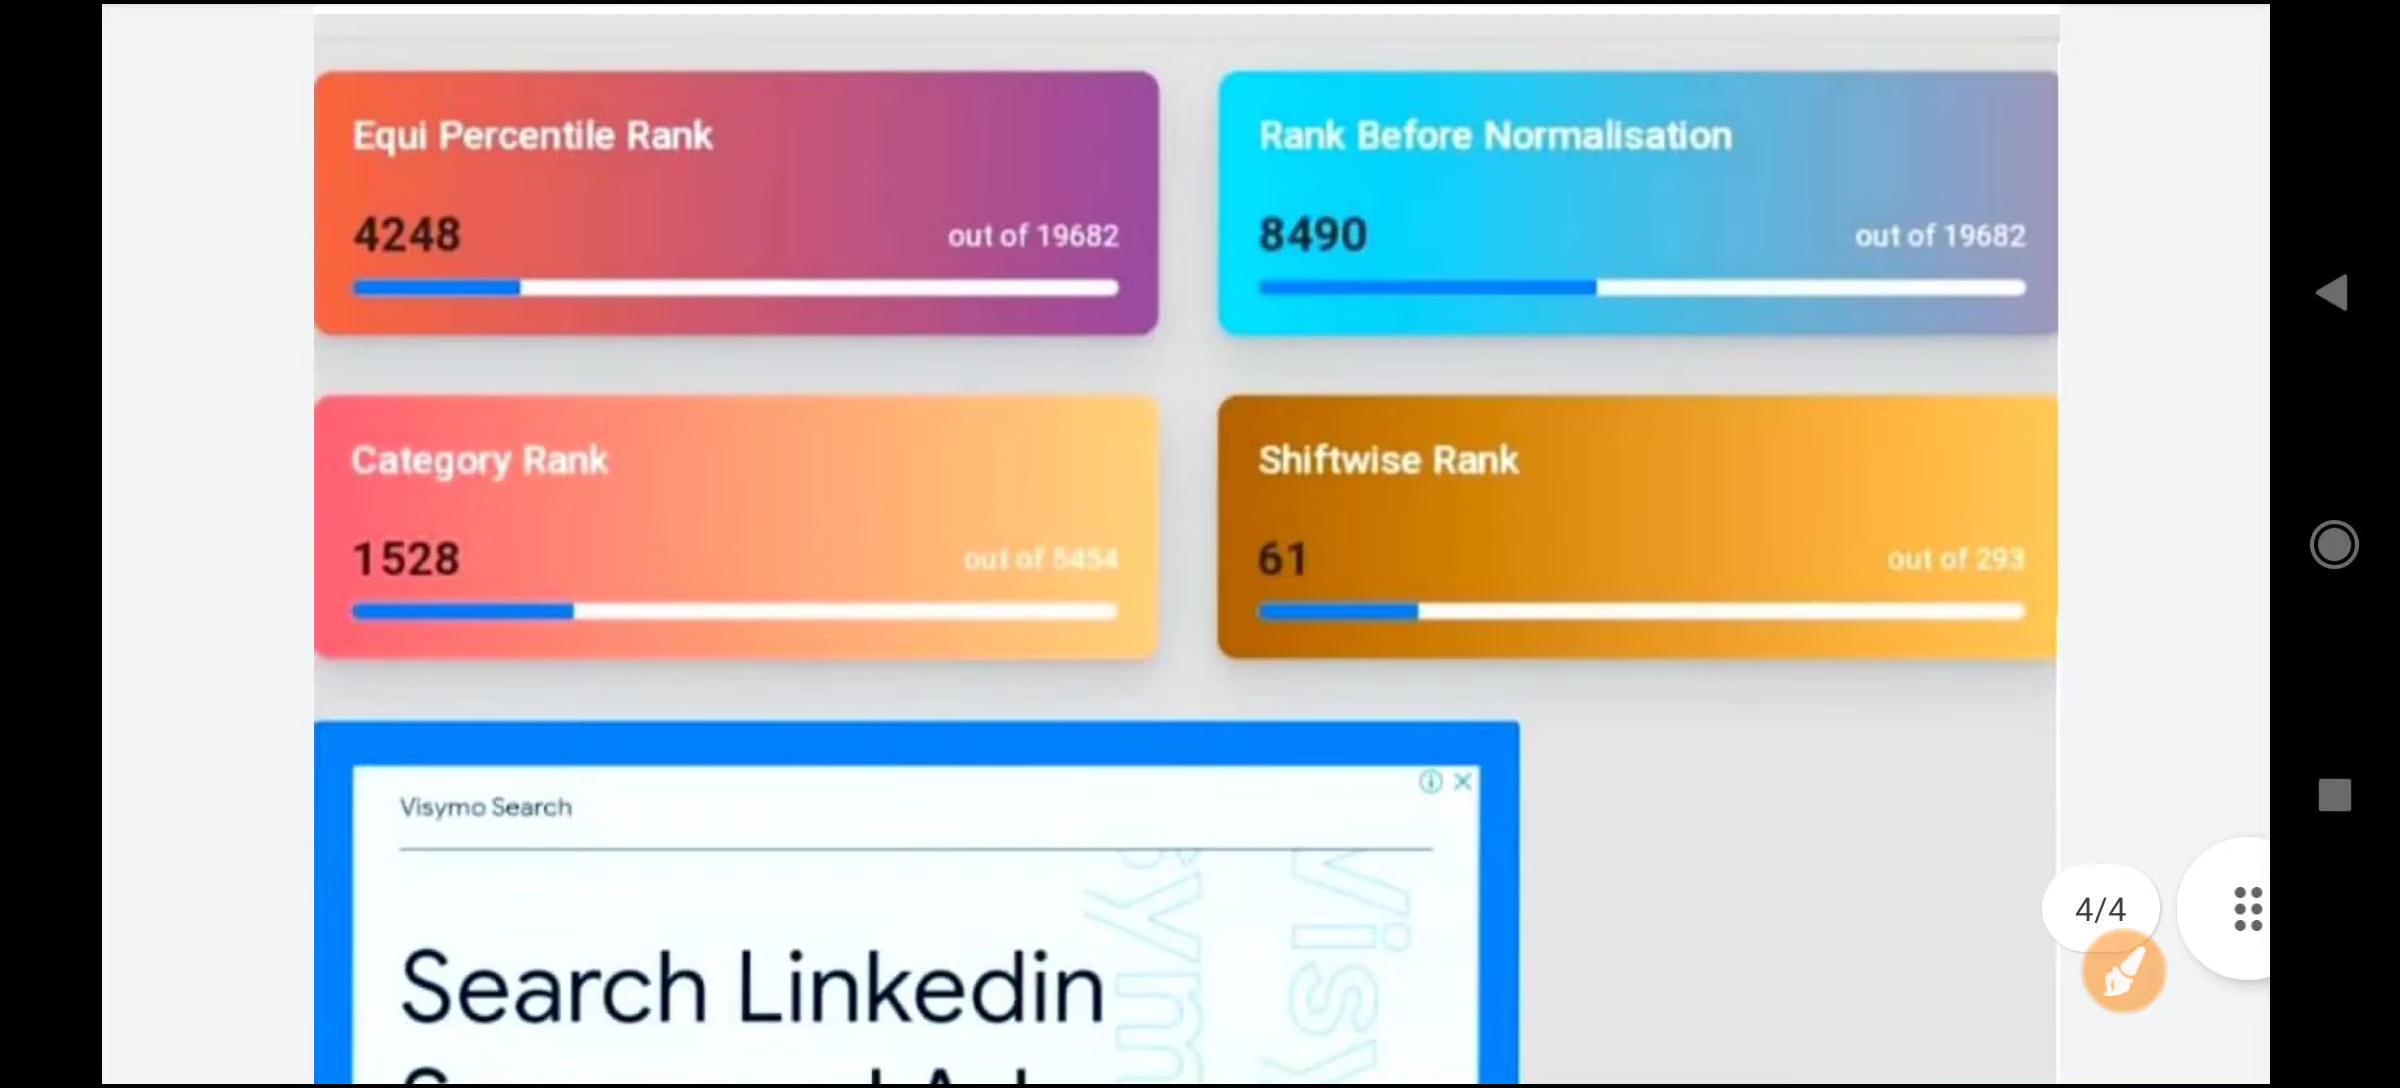 Equi Percentile Rank
4248
out of 19682
Rank Before Normalisation
8490
out of 19682
Category Rank
1528
out of 5454
Shiftwise Rank
61
out of 293
Visymo Search
Search Linkedin
4/4